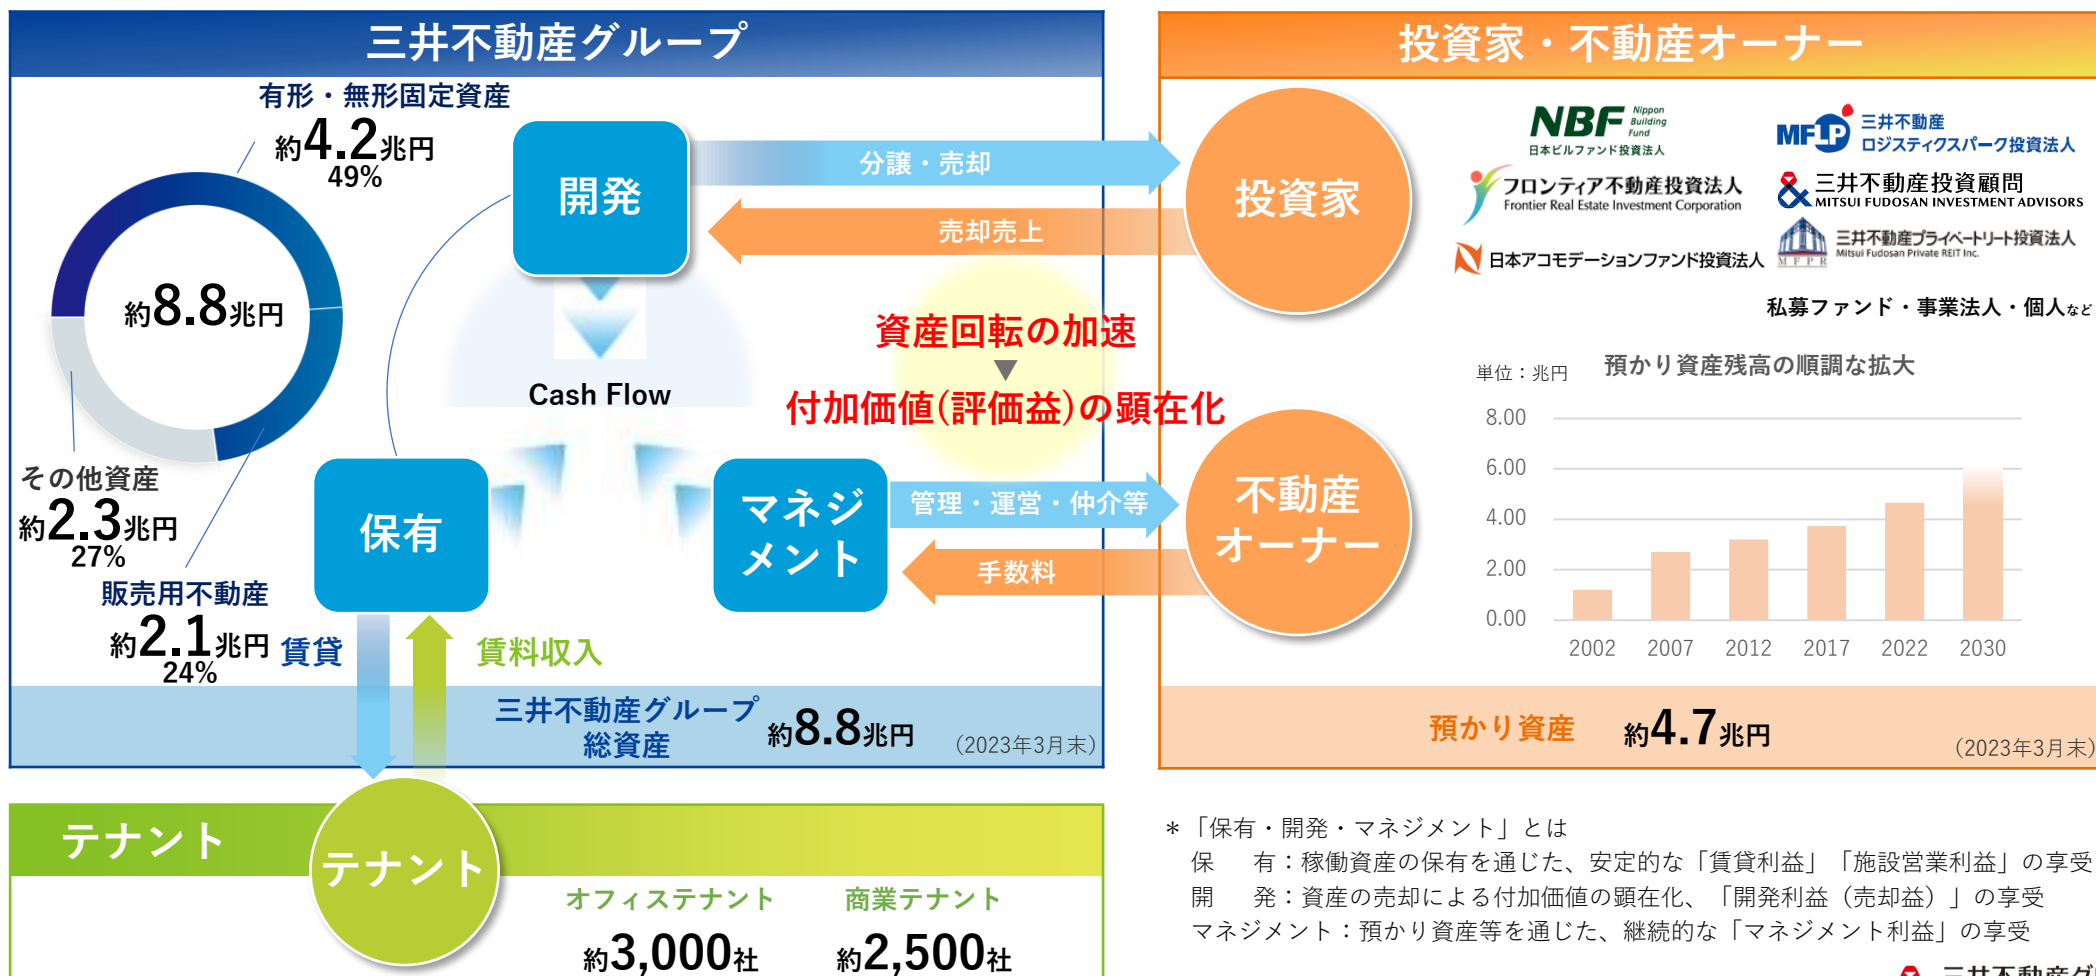 三井不動産グループ
有形・無形固定資産
約4.2兆円
49%
約8.8兆円
その他資産
約2.3兆円
27%
販売用不動産
約2.1兆円
24%
開発
Cash Flow
保有
マネジ
メント
賃貸
賃料収入
分譲・売却
売却売上
資産回転の加速
付加価値(評価益)の顕在化
管理・運営・仲介等
手数料
三井不動産グループ
総資産
約8.8兆円
(2023年3月末)
投資家・不動産オーナー
投資家
不動産
オーナー
NBF Nippon Building Fund
日本ビルファンド投資法人
MFLP 三井不動産
ロジスティクスパーク投資法人
フロンティア不動産投資法人
Frontier Real Estate Investment Corporation
三井不動産投資顧問
MITSUI FUDOSAN INVESTMENT ADVISORS
日本アコモデーションファンド投資法人
三井不動産プライベートリート投資法人
Mitsui Fudosan Private REIT Inc.
MFPR
私募ファンド・事業法人・個人など
単位：兆円
預かり資産残高の順調な拡大
8.00
6.00
4.00
2.00
0.00
2002 2007 2012 2017 2022 2030
預かり資産 約4.7兆円
(2023年3月末)
テナント
テナント
オフィステナント
約3,000社
商業テナント
約2,500社
＊「保有・開発・マネジメント」とは
保　有：稼働資産の保有を通じた、安定的な「賃貸利益」「施設営業利益」の享受
開　発：資産の売却による付加価値の顕在化、「開発利益（売却益）」の享受
マネジメント：預かり資産等を通じた、継続的な「マネジメント利益」の享受